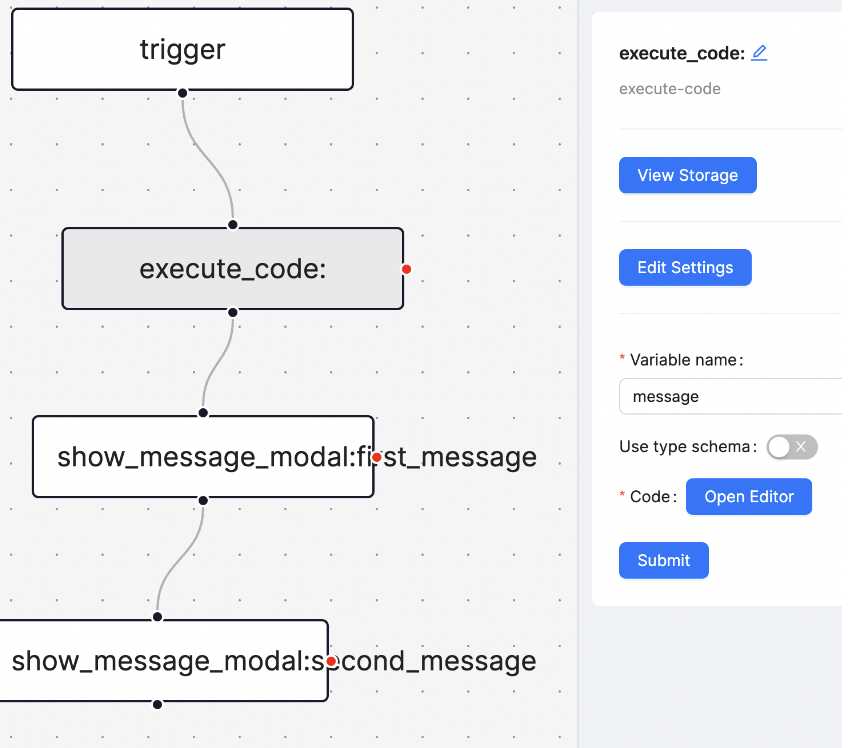 trigger
execute_code:
show_message_modal:first_message
show_message_modal:second_message
execute_code:
execute-code
View Storage
Edit Settings
* Variable name:
message
Use type schema:
* Code: Open Editor
Submit